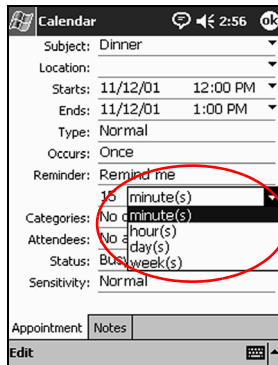 Calendar 2:56 ok
Subject: Dinner
Location:
Starts: 11/12/01 12:00 PM
Ends: 11/12/01 1:00 PM
Type: Normal
Occurs: Once
Reminder: Remind me
15 minute(s)
minute(s)
Categories: No
hour(s)
Attendees: No
day(s)
Status: Busy
week(s)
Sensitivity: Normal
Appointment Notes
Edit